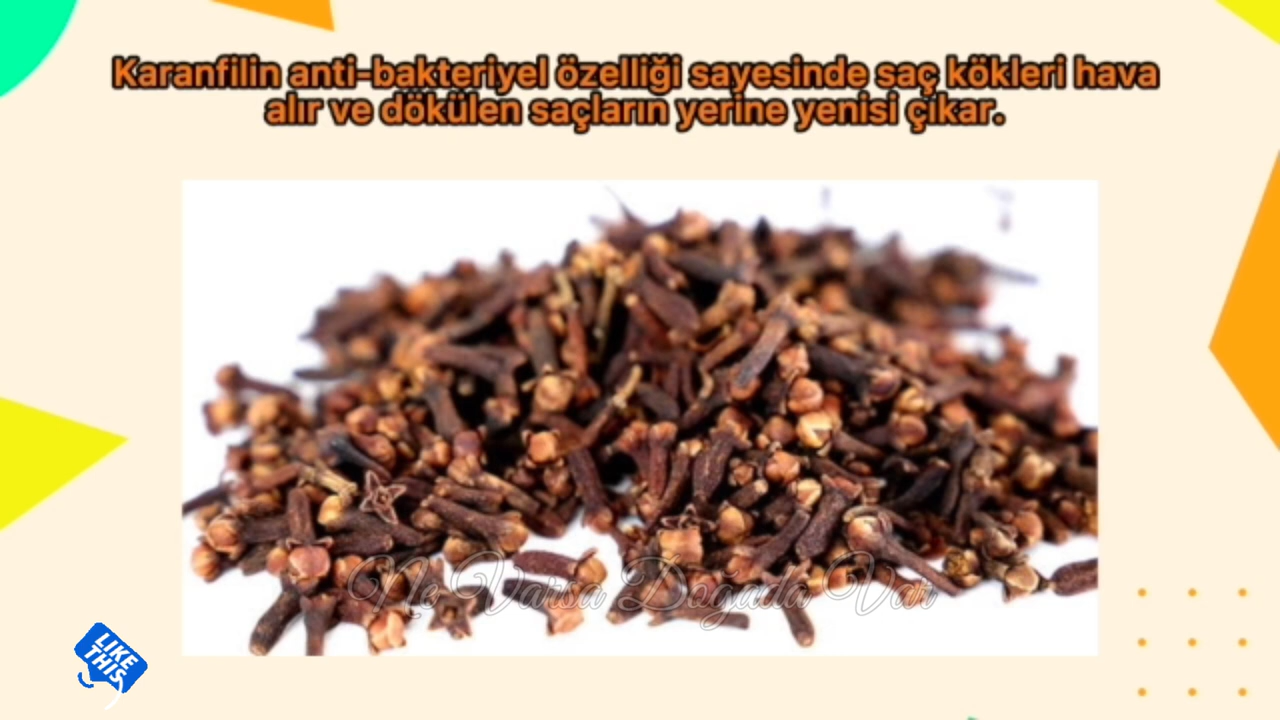 Karanfilin anti-bakteriyel özelliği sayesinde saç kökleri hava
alır ve dökülen saçların yerine yenisi çıkar.
Ne Varsa Doğada Var
LIKE
THIS